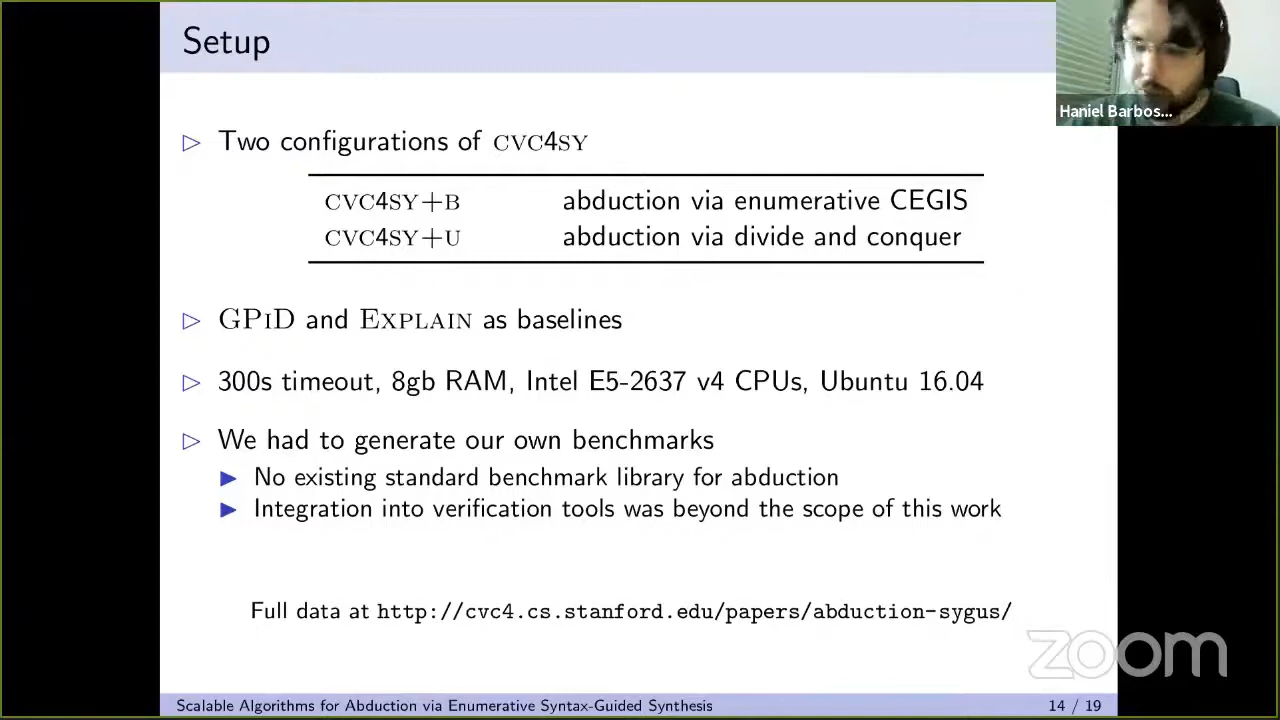 Setup
Haniel Barbos...
▷ Two configurations of CVC4SY
CVC4SY+B abduction via enumerative CEGIS
CVC4SY+U abduction via divide and conquer
▷ GPID and EXPLAIN as baselines
▷ 300s timeout, 8gb RAM, Intel E5-2637 v4 CPUs, Ubuntu 16.04
▷ We had to generate our own benchmarks
▶ No existing standard benchmark library for abduction
▶ Integration into verification tools was beyond the scope of this work
Full data at http://cvc4.cs.stanford.edu/papers/abduction-sygus/
zoom
Scalable Algorithms for Abduction via Enumerative Syntax-Guided Synthesis 14 / 19